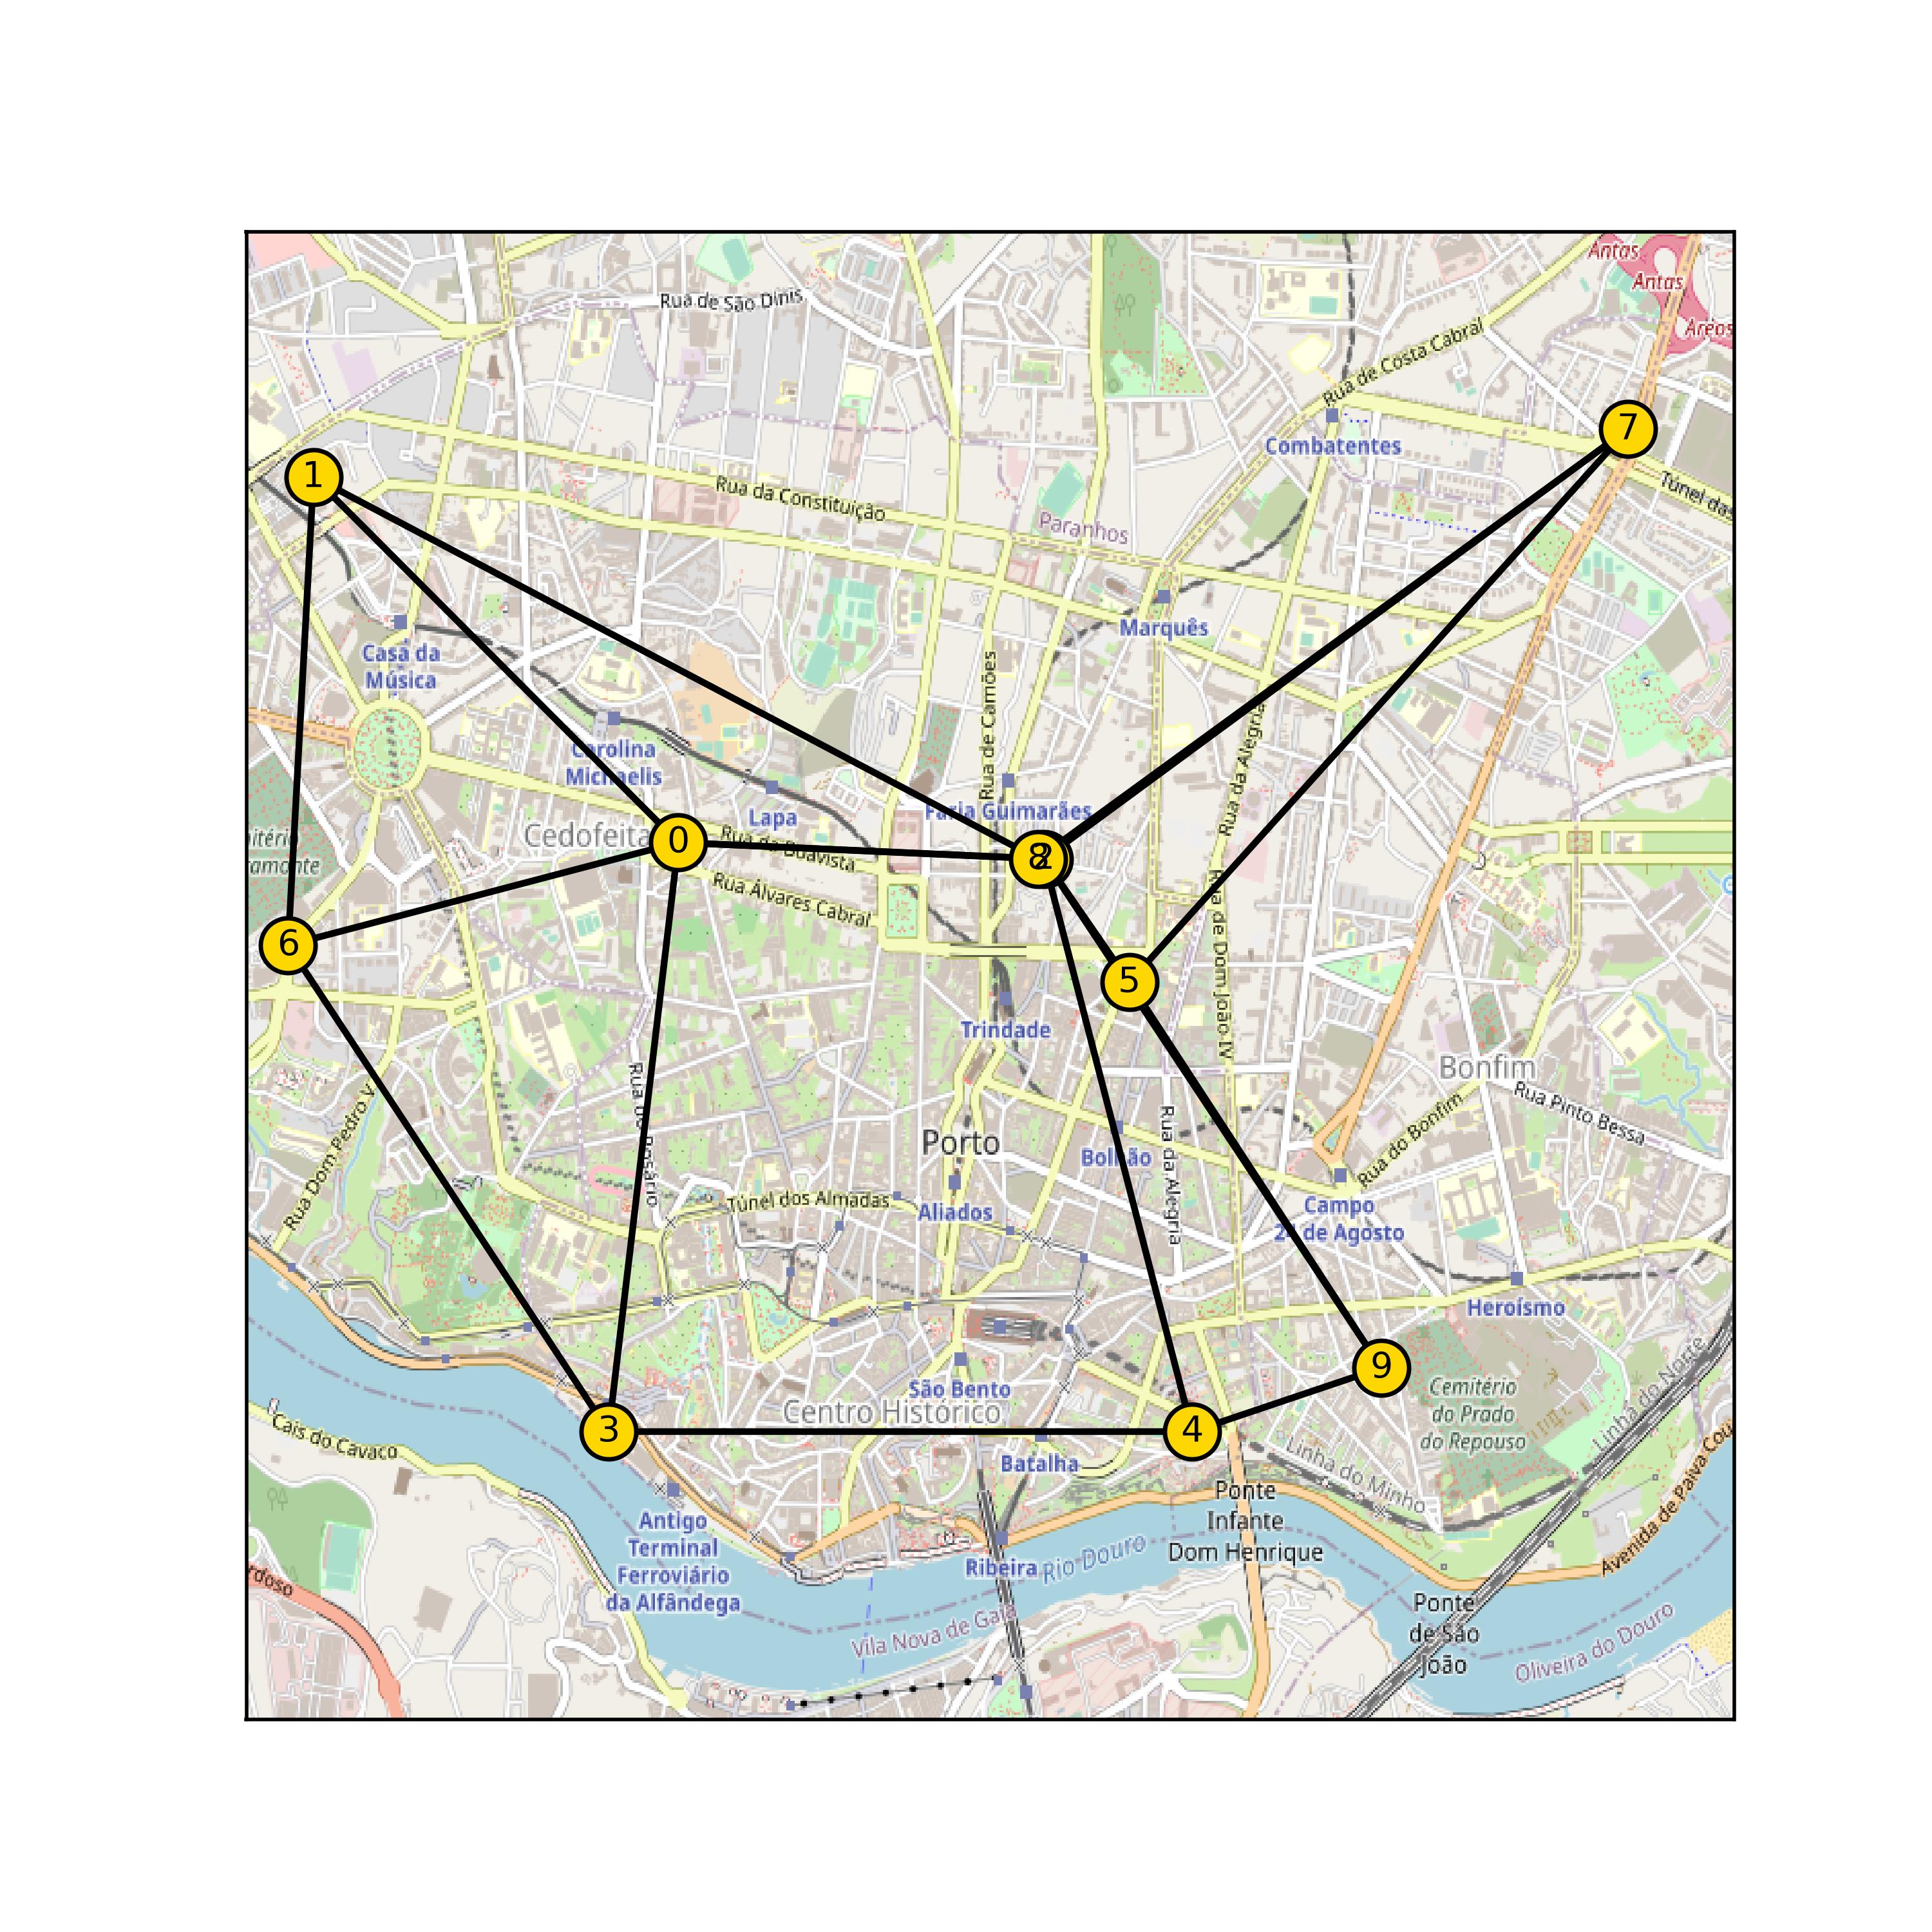 Antas
Antas
Areos
Rua de São Dinis
Rua de Costa Cabral
7
Combatentes
1
Túnel das
Rua da Constituição
Paranhos
Marquês
Casa da
Música
Rua de Camões
Rua da Alegria
Carolina
Michaelis
Lapa
Faria Guimarães
Cedofeita
0
Rua da Boavista
8
2
amonte
Rua Álvares Cabral
Rua de Dom João IV
6
5
Trindade
Bonfim
Rua do Rosário
Rua Dom Pedro V
Rua Pinto Bessa
Rua do Bonfim
Porto
Bolhão
Rua da Alegria
Túnel dos Almadas
Aliados
Campo
24 de Agosto
Heroísmo
9
São Bento
Cemitério
do Prado
do Repouso
Linha do Norte
Centro Histórico
3
4
Cais do Cavaco
Batalha
Linha do Minho
Avenida de Paiva Cou
Antigo
Terminal
Ferroviário
da Alfândega
Ponte
Infante
Dom Henrique
Ribeira
Rio Douro
rdoso
Vila Nova de Gaia
Ponte
de São
João
Oliveira do Douro